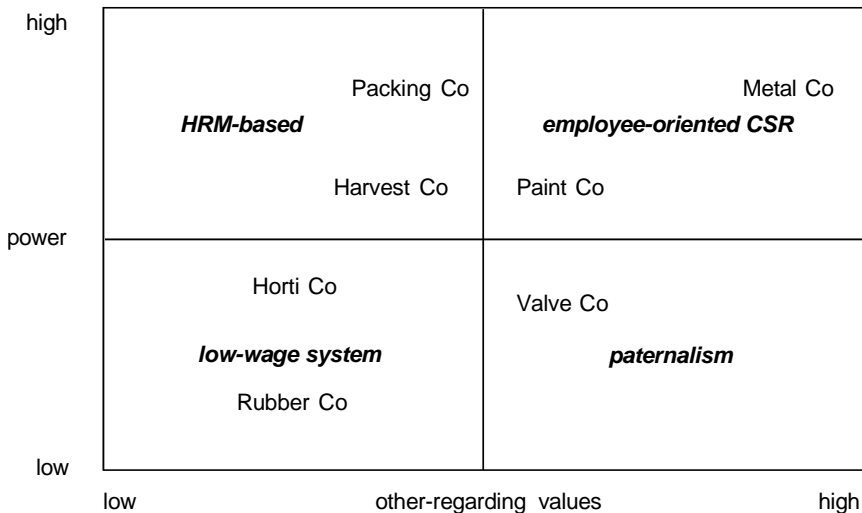 high
Packing Co Metal Co
HRM-based employee-oriented CSR
Harvest Co Paint Co
power
Horti Co
Valve Co
low-wage system paternalism
Rubber Co
low
low other-regarding values high